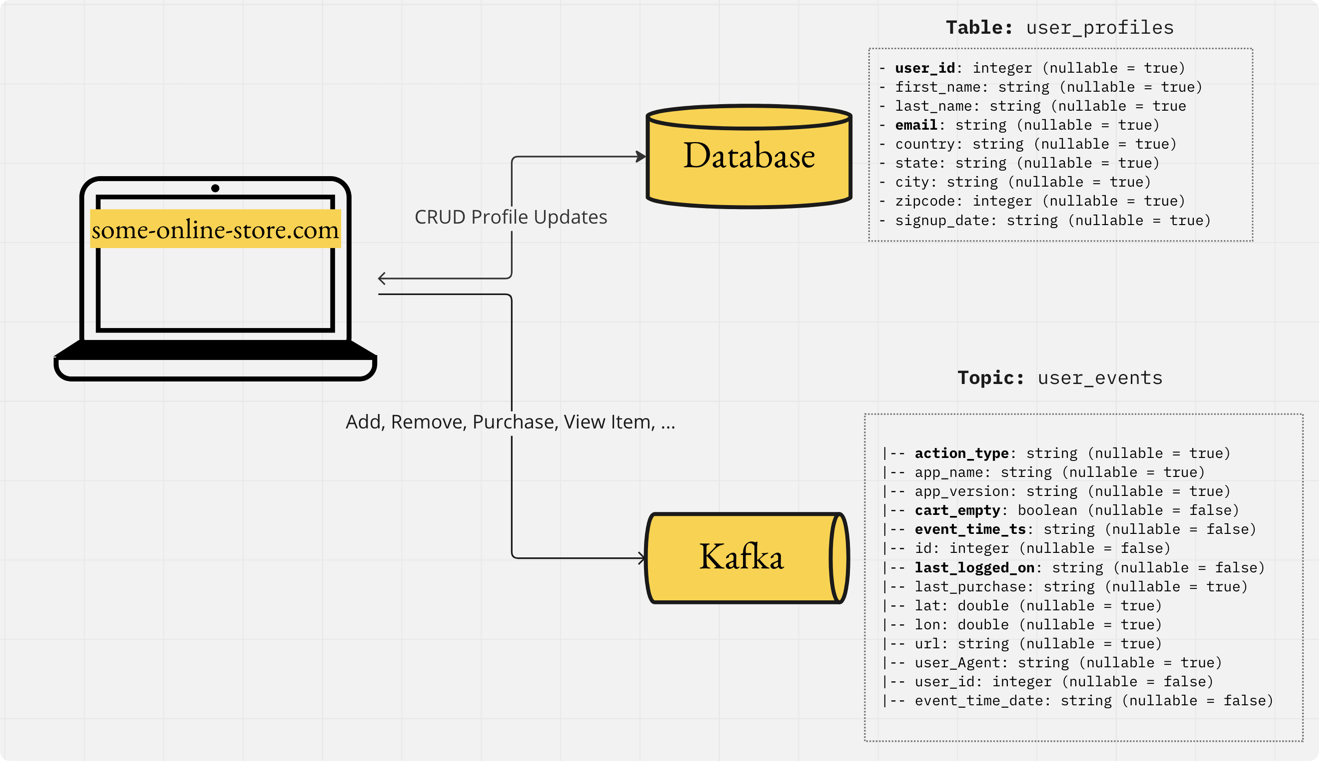 Table: user_profiles
- user_id: integer (nullable = true)
- first_name: string (nullable = true)
- last_name: string (nullable = true
- email: string (nullable = true)
- country: string (nullable = true)
- state: string (nullable = true)
- city: string (nullable = true)
- zipcode: integer (nullable = true)
- signup_date: string (nullable = true)
Database
some-online-store.com
CRUD Profile Updates
Add, Remove, Purchase, View Item, ...
Kafka
Topic: user_events
|-- action_type: string (nullable = true)
|-- app_name: string (nullable = true)
|-- app_version: string (nullable = true)
|-- cart_empty: boolean (nullable = false)
|-- event_time_ts: string (nullable = false)
|-- id: integer (nullable = false)
|-- last_logged_on: string (nullable = false)
|-- last_purchase: string (nullable = true)
|-- lat: double (nullable = true)
|-- lon: double (nullable = true)
|-- url: string (nullable = true)
|-- user_Agent: string (nullable = true)
|-- user_id: integer (nullable = false)
|-- event_time_date: string (nullable = false)